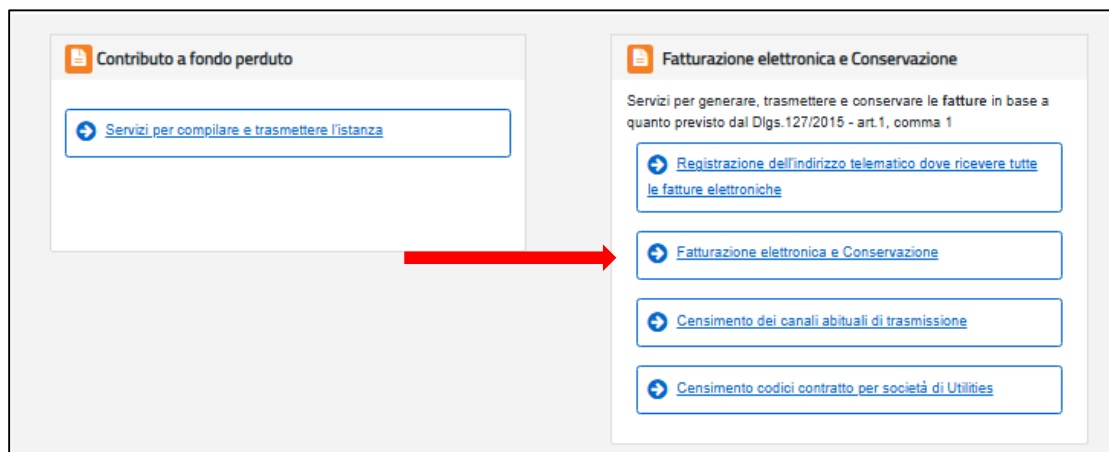 Contributo a fondo perduto
Servizi per compilare e trasmettere l'istanza
Fatturazione elettronica e Conservazione
Servizi per generare, trasmettere e conservare le fatture in base a
quanto previsto dal Dlgs.127/2015 - art.1, comma 1
Registrazione dell'indirizzo telematico dove ricevere tutte
le fatture elettroniche
Fatturazione elettronica e Conservazione
Censimento dei canali abituali di trasmissione
Censimento codici contratto per società di Utilities